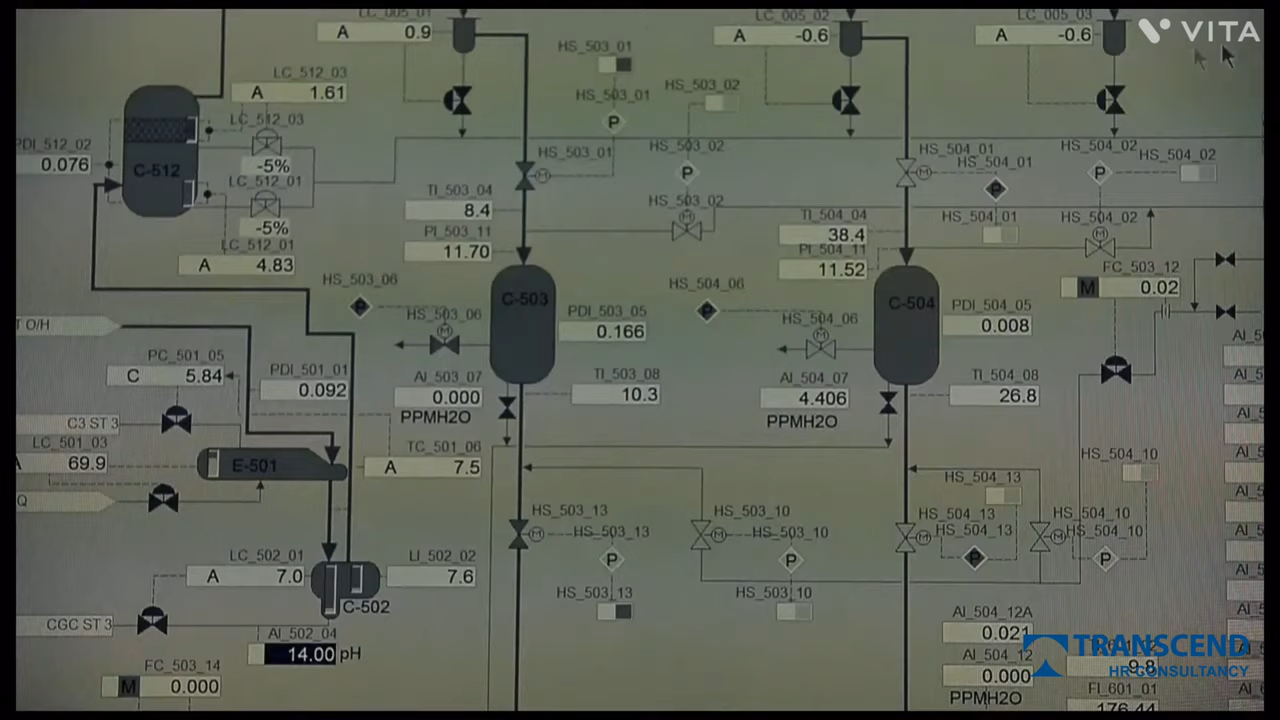 LC_005_01
A 0.9
LC_005_02
A -0.6
LC_005_03
A -0.6
VITA
HS_503_01
HS_503_01
P
HS_503_02
LC_512_03
A 1.61
LC_512_03
-5%
LC_512_01
-5%
LC_512_01
A 4.83
PDI_512_02
0.076
C-512
HS_503_01
M
HS_503_02
P
HS_503_02
M
TI_503_04
8.4
PI_503_11
11.70
HS_504_01
M
HS_504_01
P
HS_504_01
HS_504_02
P
HS_504_02
HS_504_02
M
TI_504_04
38.4
PI_504_11
11.52
FC_503_12
M 0.02
HS_503_06
P
HS_503_06
M
C-503
PDI_503_05
0.166
HS_504_06
P
HS_504_06
M
C-504
PDI_504_05
0.008
T O/H
PC_501_05
C 5.84
PDI_501_01
0.092
AI_503_07
0.000
PPMH2O
TI_503_08
10.3
AI_504_07
4.406
PPMH2O
TI_504_08
26.8
C3 ST 3
LC_501_03
A 69.9
E-501
TC_501_06
A 7.5
Q
HS_503_13
M
HS_503_13
P
HS_503_13
HS_503_10
M
HS_503_10
P
HS_503_10
HS_504_13
HS_504_13
M
HS_504_13
P
HS_504_10
HS_504_10
M
HS_504_10
P
LC_502_01
A 7.0
LI_502_02
7.6
C-502
CGC ST 3
AI_502_04
14.00 pH
FC_503_14
M 0.000
AI_504_12A
0.021
AI_504_12
0.000
PPMH2O
9.8
FI_601_01
176.44
TRANSCEND
HR CONSULTANCY